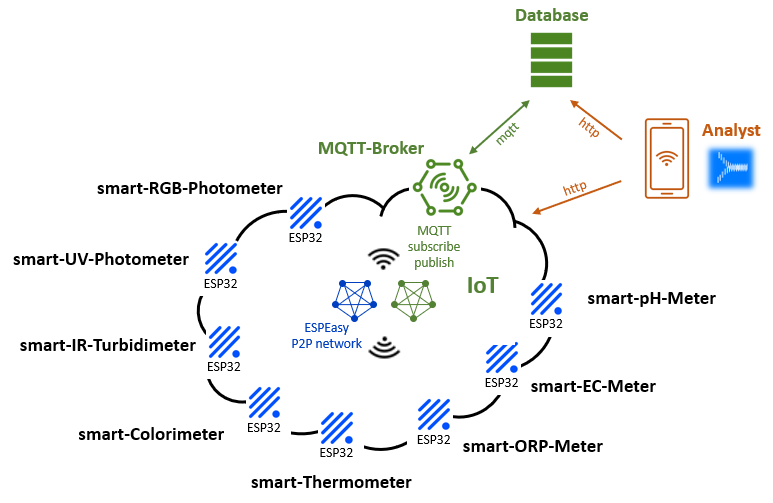 Database
mqtt
http
Analyst
MQTT-Broker
http
smart-RGB-Photometer
ESP32
MQTT
subscribe
publish
smart-UV-Photometer
ESP32
IoT
smart-pH-Meter
ESP32
ESPEasy
P2P network
smart-IR-Turbidimeter
ESP32
ESP32
smart-EC-Meter
smart-Colorimeter
ESP32
ESP32
smart-ORP-Meter
ESP32
smart-Thermometer